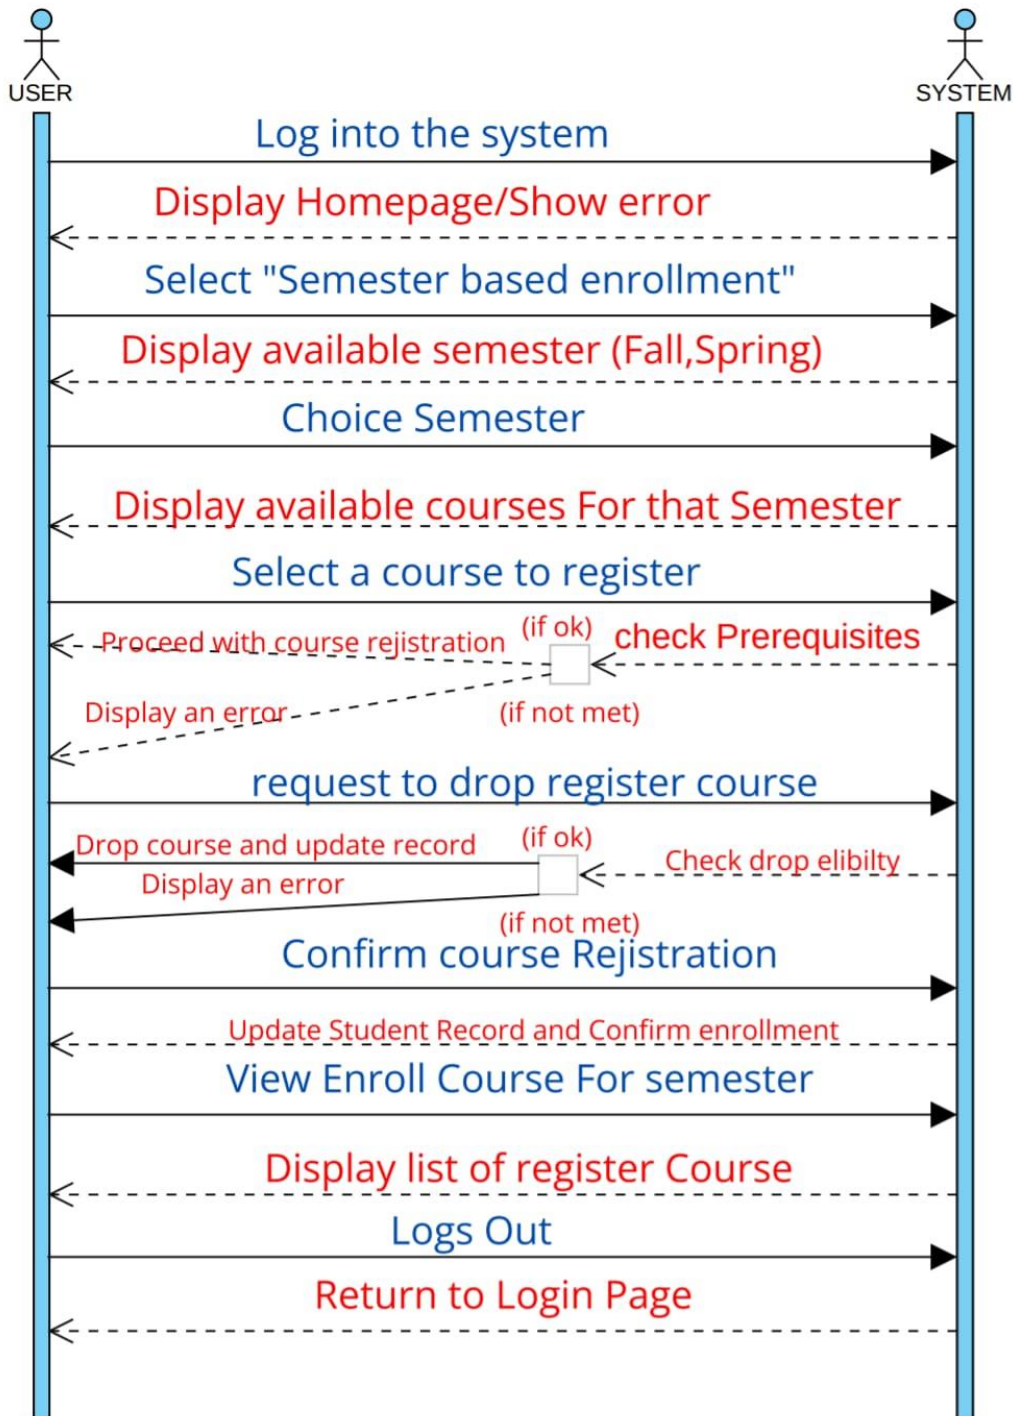 USER
SYSTEM
Log into the system
Display Homepage/Show error
Select "Semester based enrollment"
Display available semester (Fall,Spring)
Choice Semester
Display available courses For that Semester
Select a course to register
(if ok)
check Prerequisites
Proceed with course rejistration
Display an error
(if not met)
request to drop register course
(if ok)
Drop course and update record
Check drop elibilty
Display an error
(if not met)
Confirm course Rejistration
Update Student Record and Confirm enrollment
View Enroll Course For semester
Display list of register Course
Logs Out
Return to Login Page